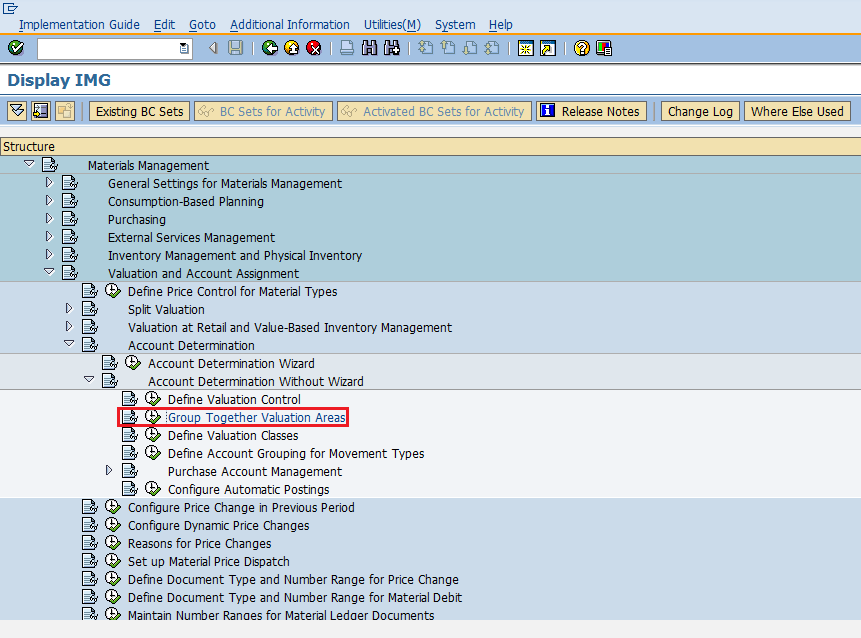 Implementation Guide Edit Goto Additional Information Utilities(M) System Help
Display IMG
Existing BC Sets BC Sets for Activity Activated BC Sets for Activity Release Notes Change Log Where Else Used
Structure
Materials Management
General Settings for Materials Management
Consumption-Based Planning
Purchasing
External Services Management
Inventory Management and Physical Inventory
Valuation and Account Assignment
Define Price Control for Material Types
Split Valuation
Valuation at Retail and Value-Based Inventory Management
Account Determination
Account Determination Wizard
Account Determination Without Wizard
Define Valuation Control
Group Together Valuation Areas
Define Valuation Classes
Define Account Grouping for Movement Types
Purchase Account Management
Configure Automatic Postings
Configure Price Change in Previous Period
Configure Dynamic Price Changes
Reasons for Price Changes
Set up Material Price Dispatch
Define Document Type and Number Range for Price Change
Define Document Type and Number Range for Material Debit
Maintain Number Ranges for Material Ledger Documents